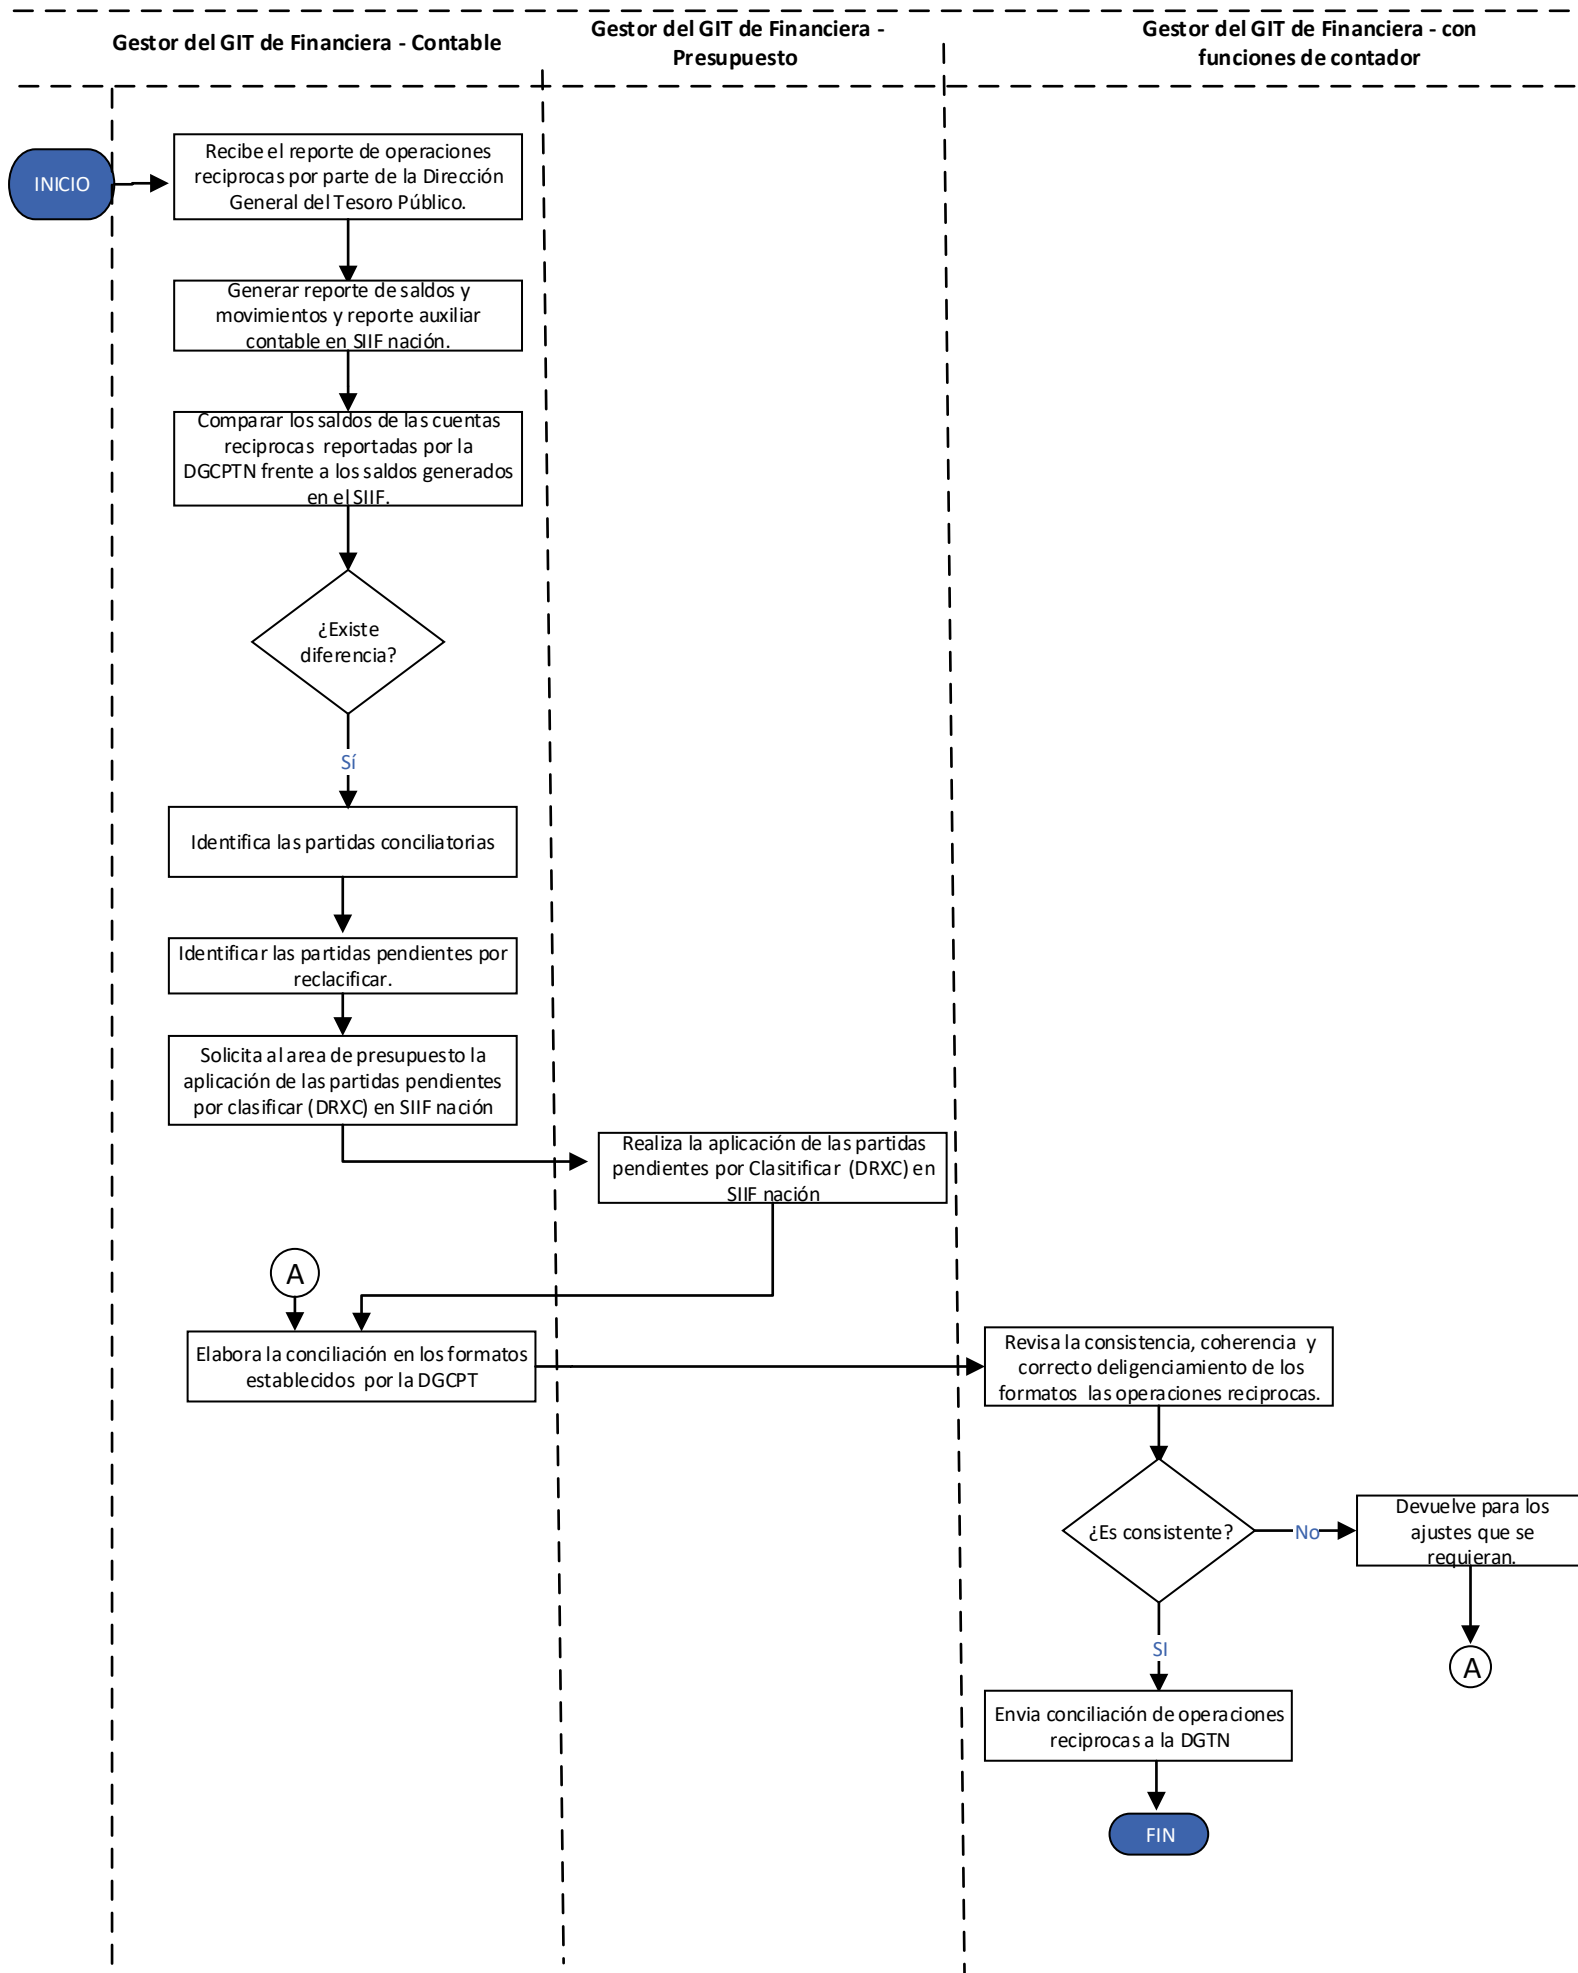 Gestor del GIT de Financiera - Contable
Gestor del GIT de Financiera -
Presupuesto
Gestor del GIT de Financiera - con
funciones de contador
INICIO
Recibe el reporte de operaciones
reciprocas por parte de la Dirección
General del Tesoro Público.
Generar reporte de saldos y
movimientos y reporte auxiliar
contable en SIIF nación.
Comparar los saldos de las cuentas
reciprocas reportadas por la
DGCPTN frente a los saldos generados
en el SIIF.
¿Existe
diferencia?
Sí
Identifica las partidas conciliatorias
Identificar las partidas pendientes por
reclacificar.
Solicita al area de presupuesto la
aplicación de las partidas pendientes
por clasificar (DRXC) en SIIF nación
Realiza la aplicación de las partidas
pendientes por Clasitificar (DRXC) en
SIIF nación
A
Elabora la conciliación en los formatos
establecidos por la DGCPT
Revisa la consistencia, coherencia y
correcto deligenciamiento de los
formatos las operaciones reciprocas.
¿Es consistente?
No
Devuelve para los
ajustes que se
requieran.
SI
A
Envia conciliación de operaciones
reciprocas a la DGTN
FIN